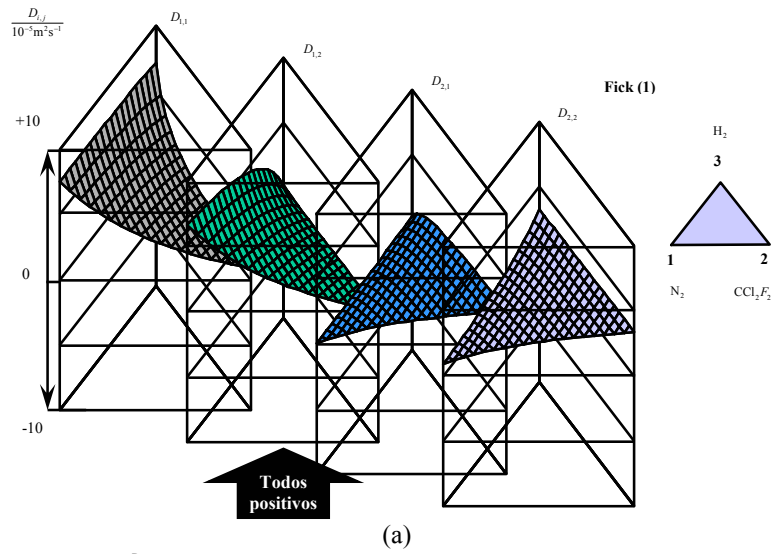 D_{i,j}
10^{-5}m^2s^{-1}
D_{1,1}
D_{1,2}
D_{2,1}
D_{2,2}
Fick (1)
+10
0
-10
H_2
3
1
2
N_2
CCl_2F_2
Todos
positivos
(a)